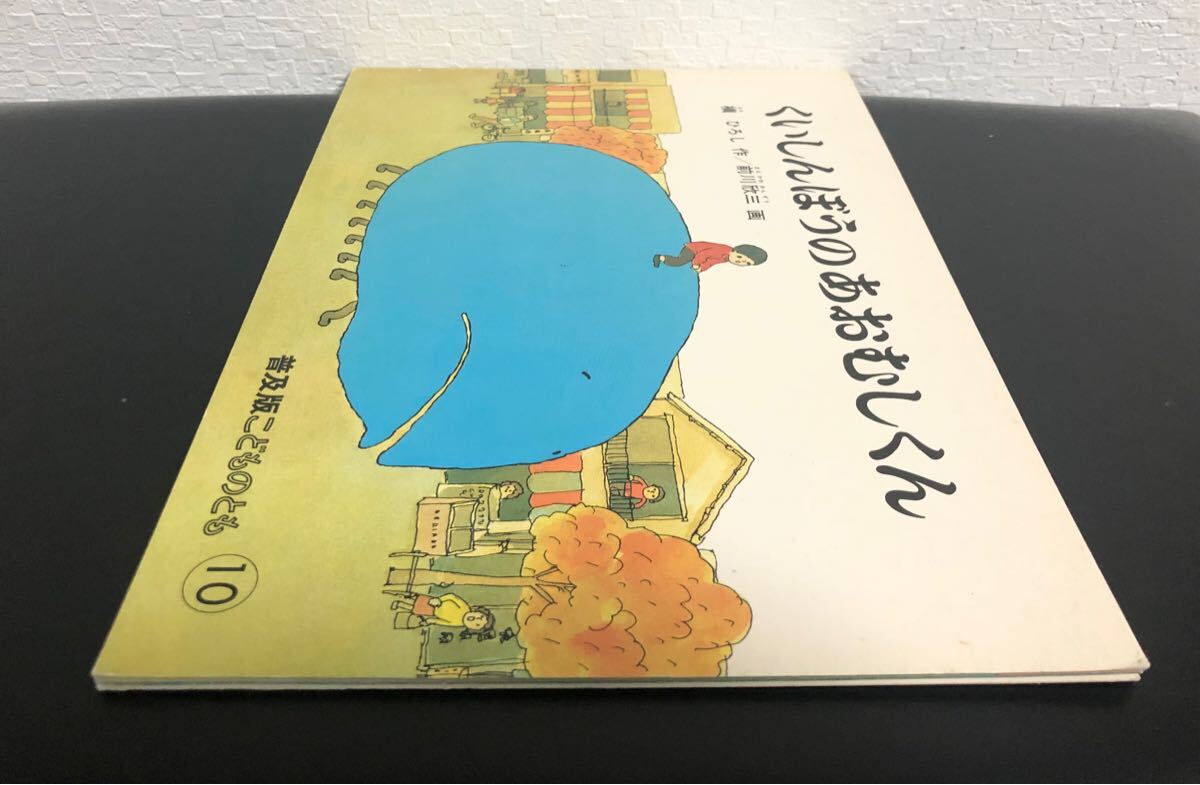 くいしんぼうのあおむしくん
槇 ひろし 作／前川欣三 画
普及版こどものとも
10